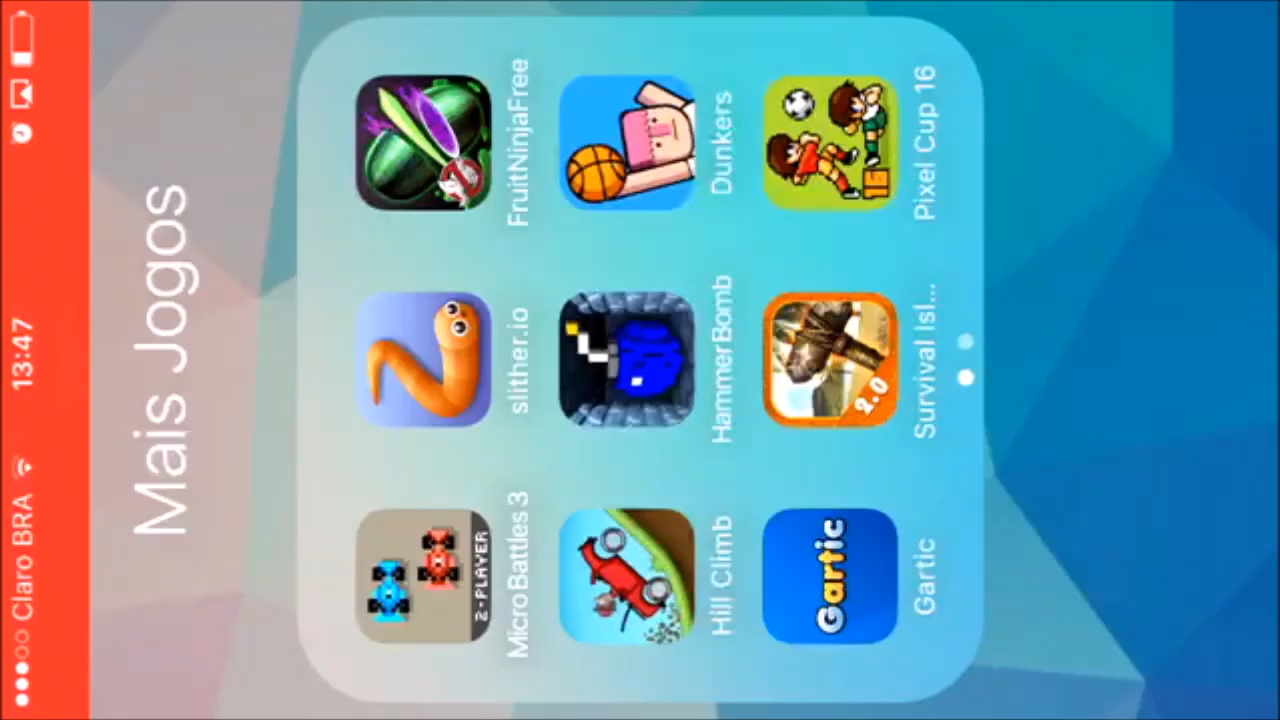 Claro BRA 13:47
Mais Jogos
2-PLAYER
MicroBattles 3 slither.io FruitNinjaFree
Hill Climb HammerBomb Dunkers
Gartic
2.0
16
Gartic Survival Isl... Pixel Cup 16